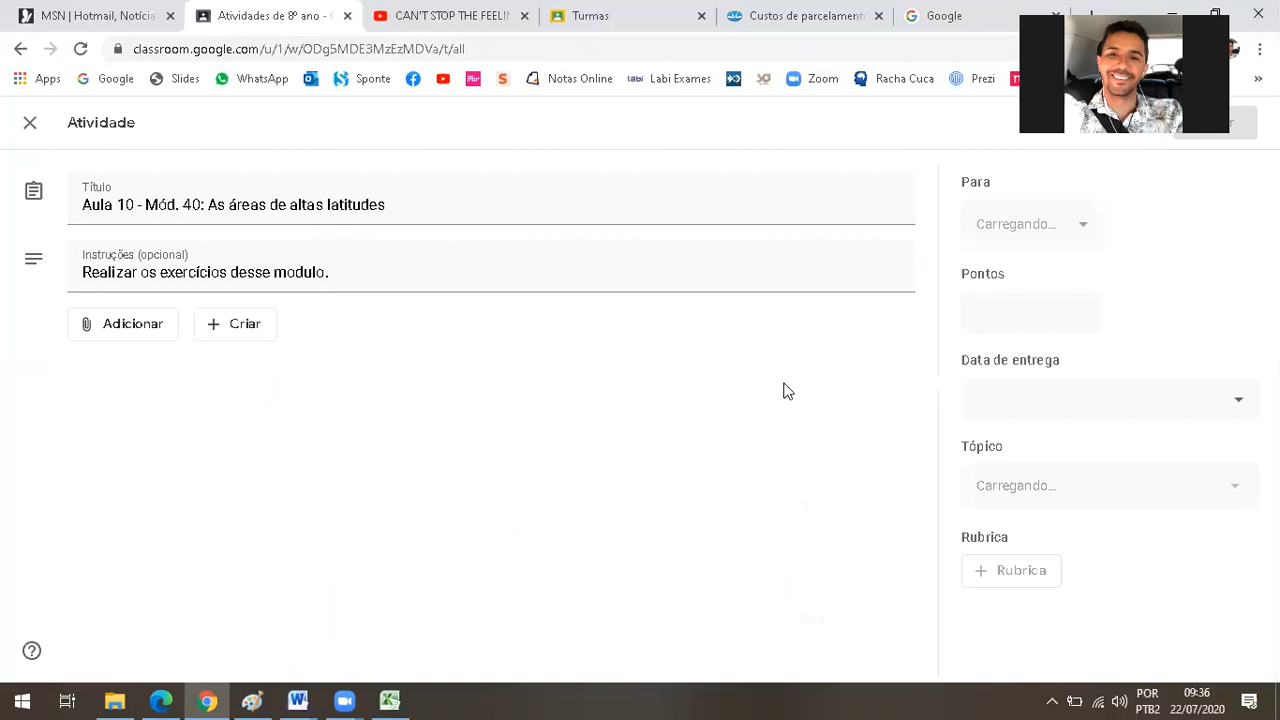 MSN | Hotmail, Notíci
Atividades de 8º ano -
CAN'T STOP THE FEELI
Turmas
Custos de parcelament
Google
classroom.google.com/u/1/w/ODg5MDE3MzEzMDVa/t/all
Apps
Google
Slides
WhatsApp
Sponte
Notas Online
labi
Labi Exames
Zoom
Racha Cuca
Prezi
Atividade
Título
Aula 10 - Mód. 40: As áreas de altas latitudes
Instruções (opcional)
Realizar os exercícios desse modulo.
Adicionar
Criar
Para
Carregando...
Pontos
Data de entrega
Tópico
Carregando...
Rubrica
Rubrica
POR
PTB2
09:36
22/07/2020